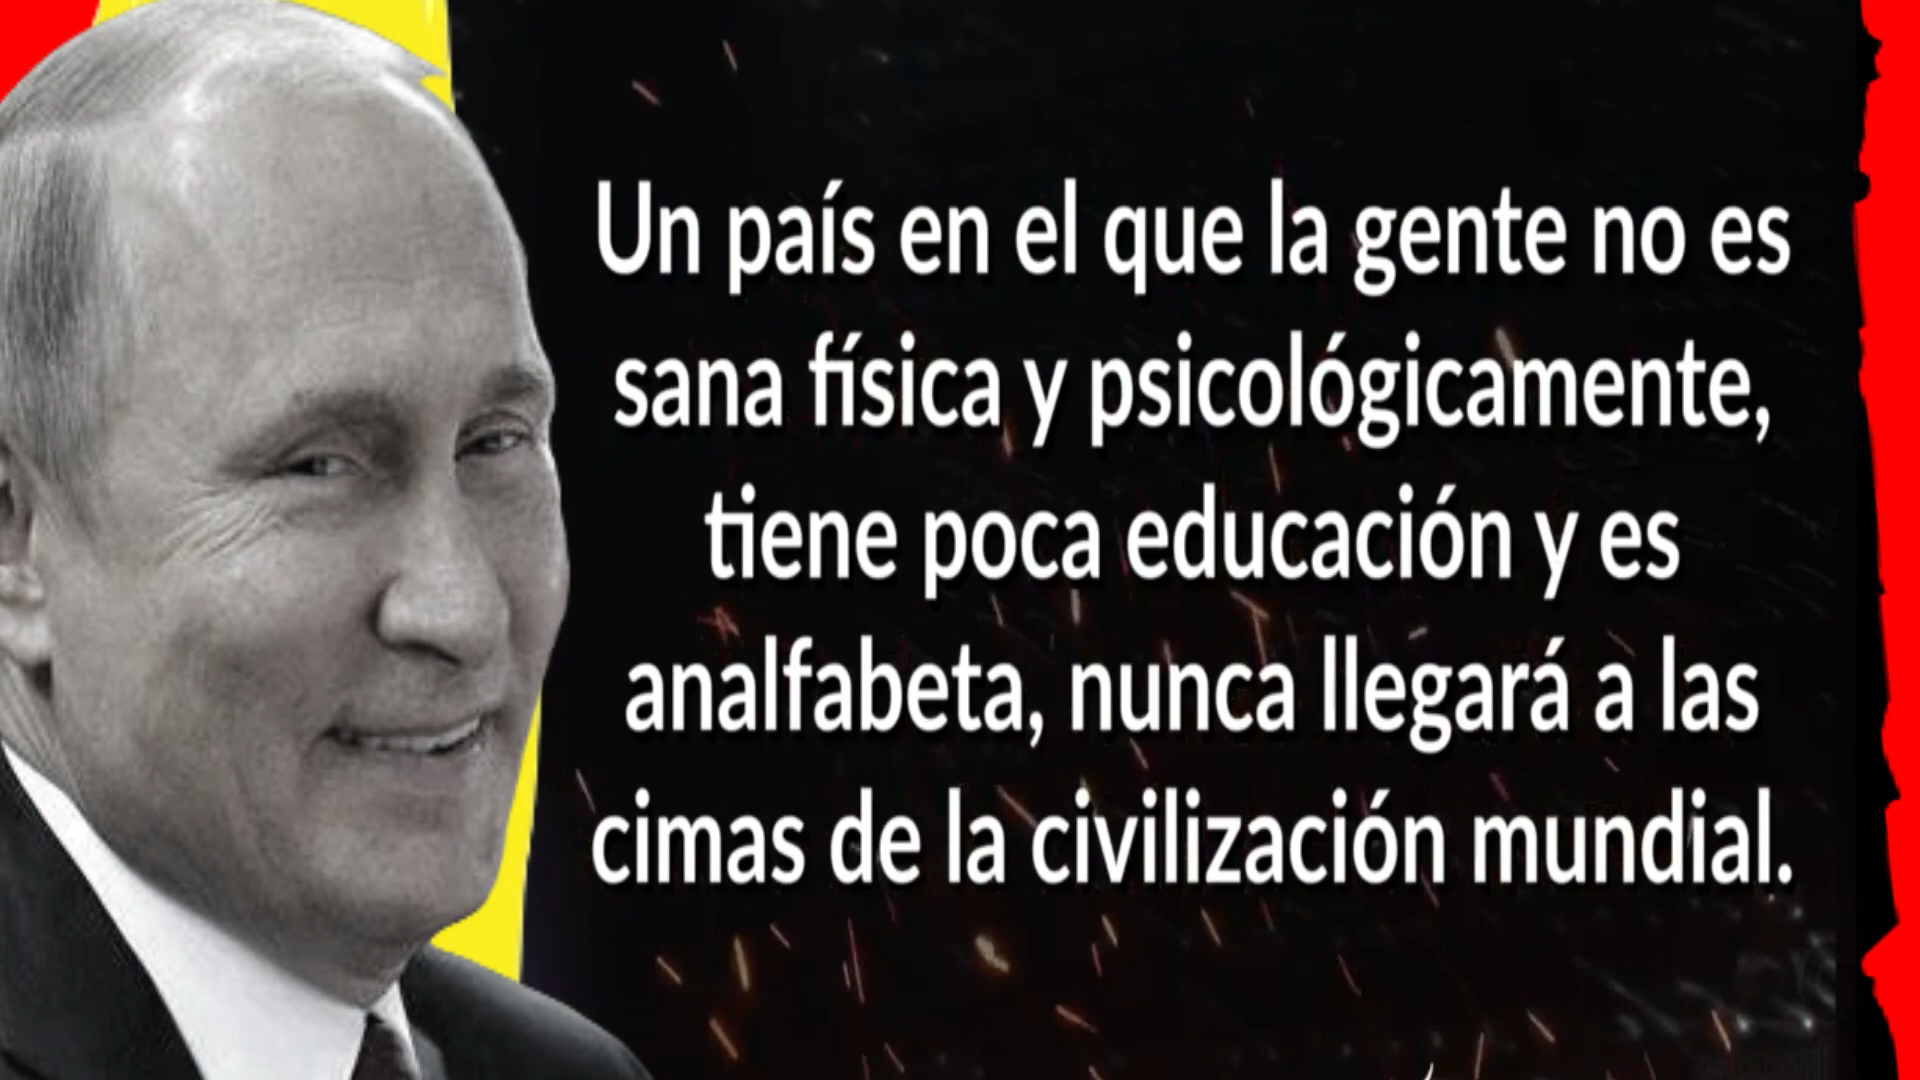 Un país en el que la gente no es
sana física y psicológicamente,
tiene poca educación y es
analfabeta, nunca llegará a las
cimas de la civilización mundial.